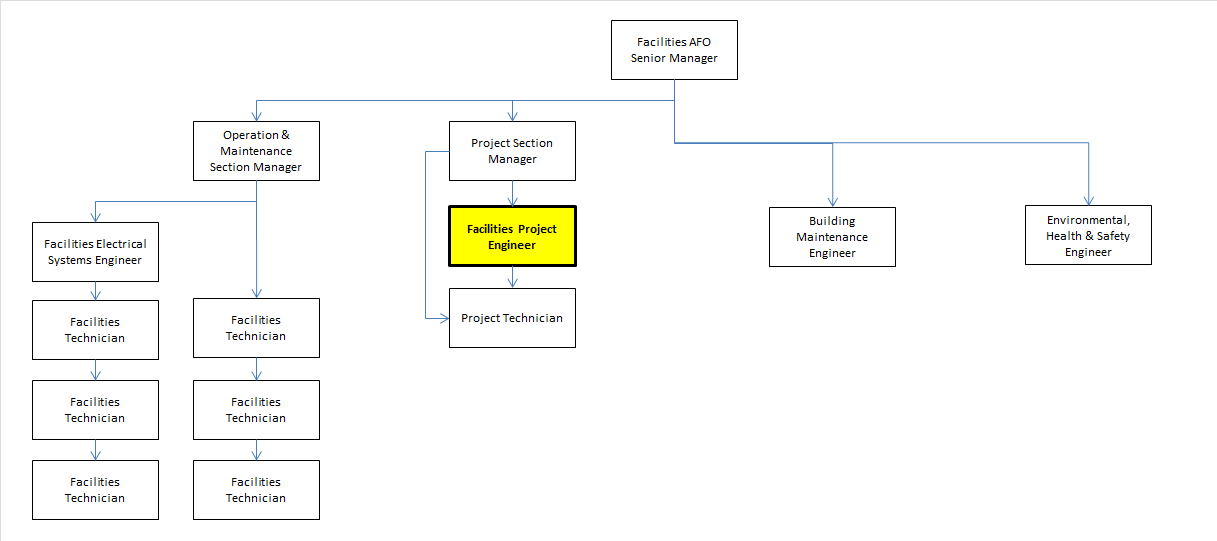 Facilities AFO
Senior Manager
Operation &
Maintenance
Section Manager
Project Section
Manager
Facilities Electrical
Systems Engineer
Facilities Project
Engineer
Building
Maintenance
Engineer
Environmental,
Health & Safety
Engineer
Facilities
Technician
Facilities
Technician
Project Technician
Facilities
Technician
Facilities
Technician
Facilities
Technician
Facilities
Technician